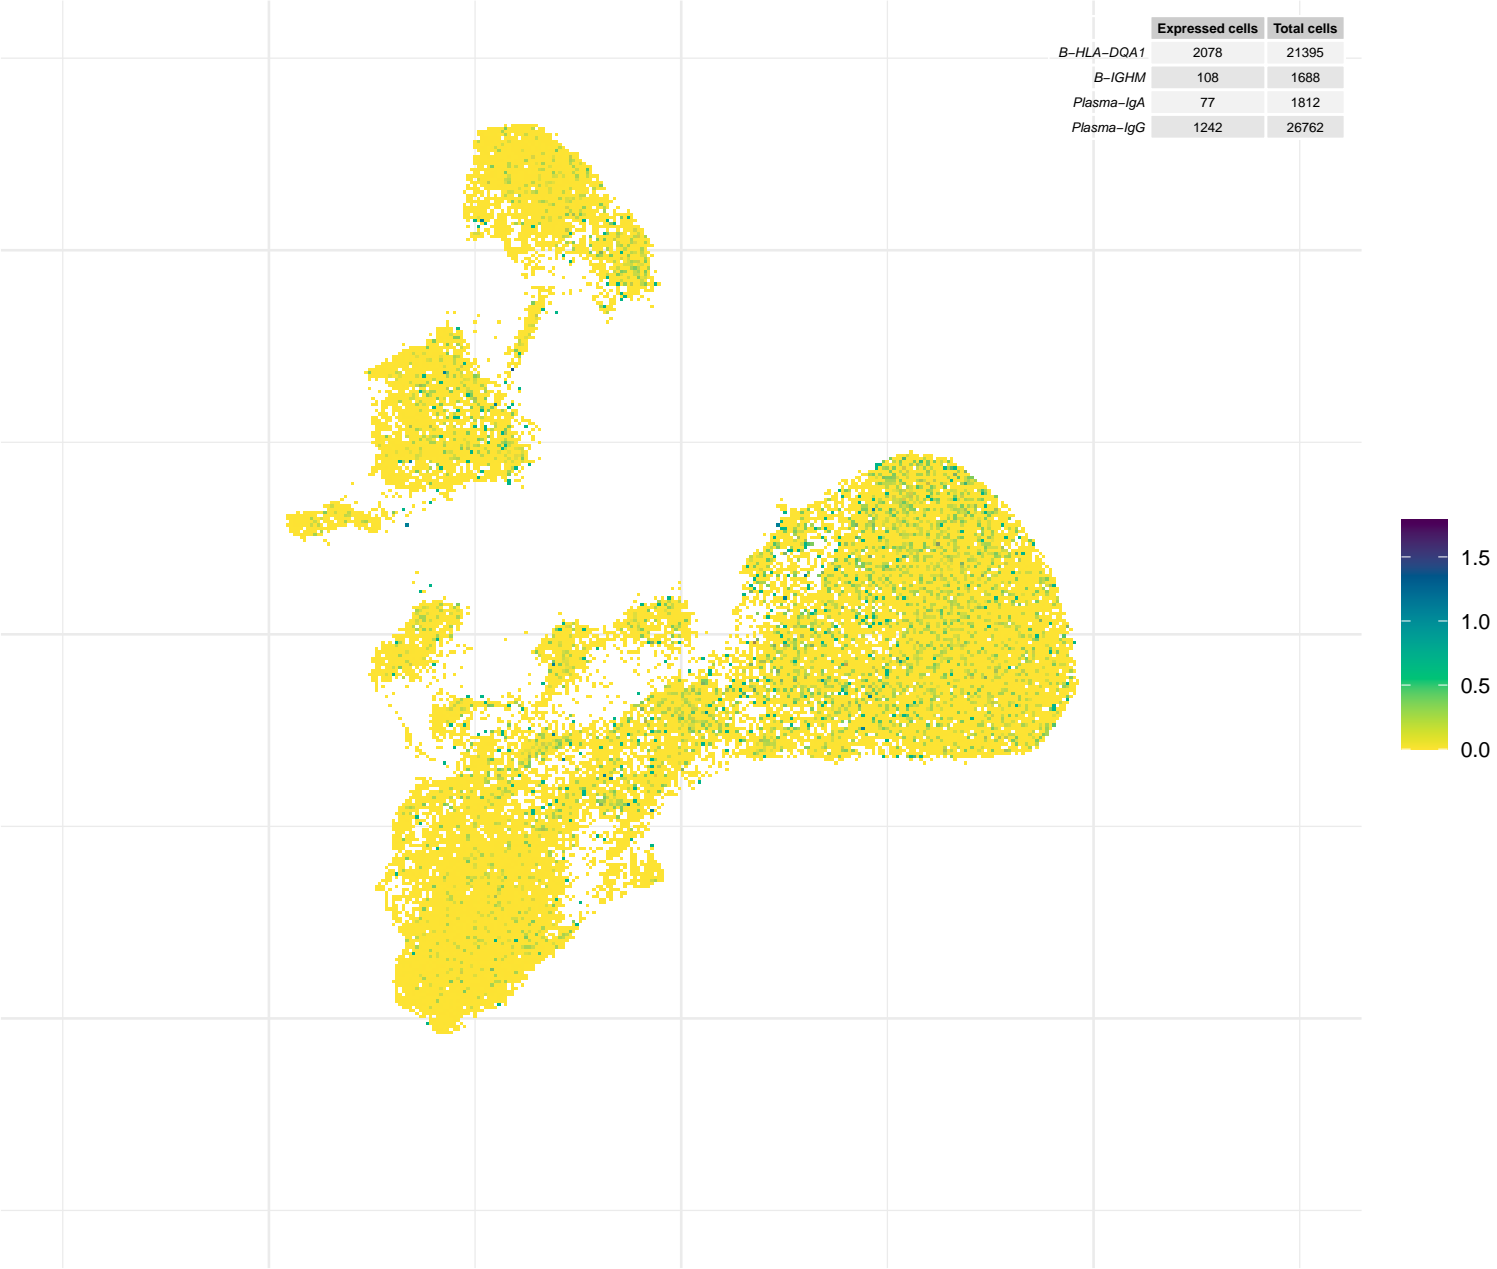 Expressed cells Total cells
B−HLA−DQA1 2078 21395
B−IGHM 108 1688
Plasma−IgA 77 1812
Plasma−IgG 1242 26762
1.5
1.0
0.5
0.0